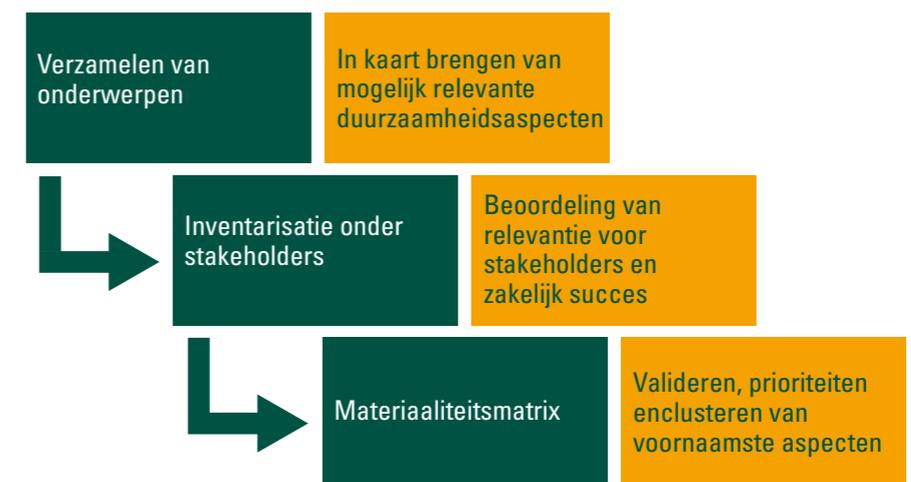 Verzamelen van
onderwerpen
In kaart brengen van
mogelijk relevante
duurzaamheidsaspecten
Inventarisatie onder
stakeholders
Beoordeling van
relevantie voor
stakeholders en
zakelijk succes
Materiaaliteitsmatrix
Valideren, prioriteiten
enclusteren van
voornaamste aspecten